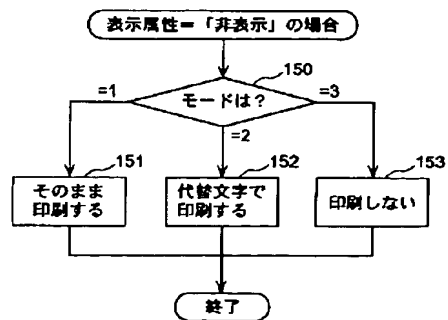 表示属性＝「非表示」の場合
150
モードは？
=1
=3
=2
151
152
153
そのまま
印刷する
代替文字で
印刷する
印刷しない
終了